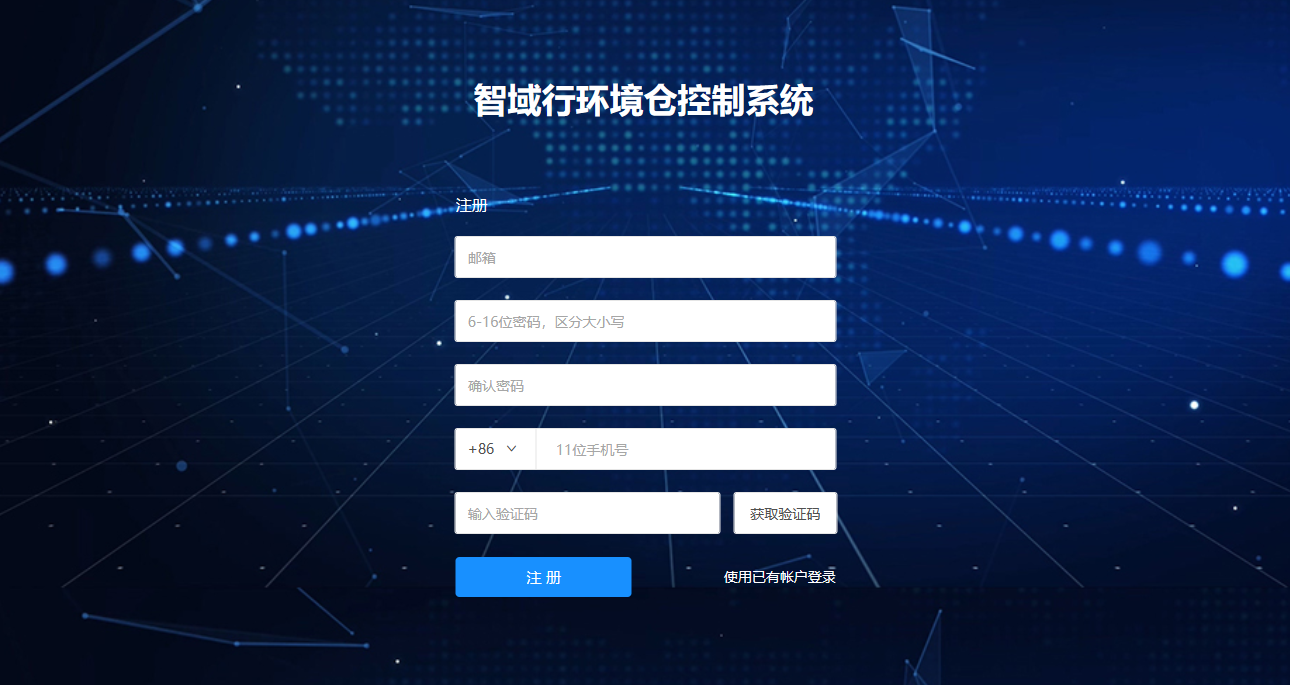 智域行环境仓控制系统
注册
邮箱
6-16位密码，区分大小写
确认密码
+86 11位手机号
输入验证码 获取验证码
注 册 使用已有帐户登录